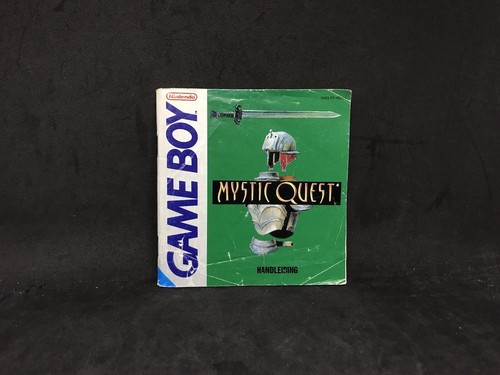 Nintendo
GAME BOY
MYSTIC QUEST
HANDLEIDING